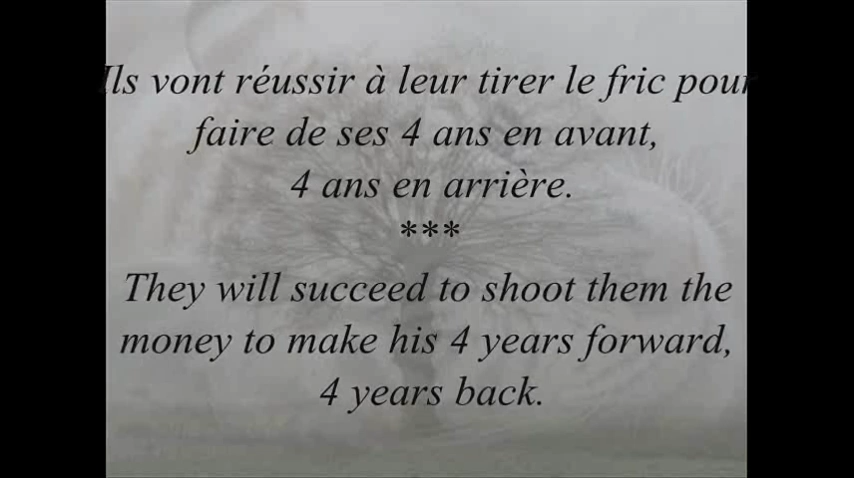 Ils vont réussir à leur tirer le fric pour
faire de ses 4 ans en avant,
4 ans en arrière.
***
They will succeed to shoot them the
money to make his 4 years forward,
4 years back.